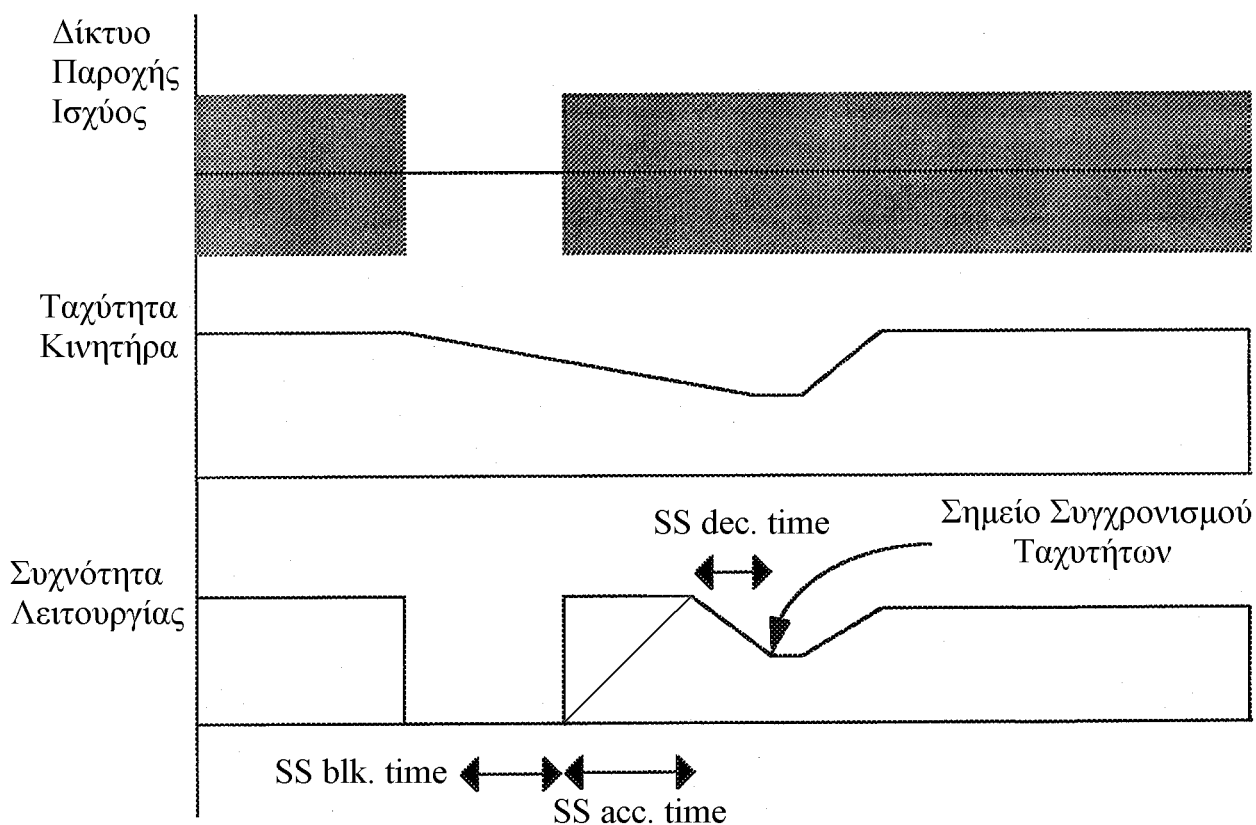 Δίκτυο
Παροχής
Ισχύος
Ταχύτητα
Κινητήρα
SS dec. time
Σημείο Συγχρονισμού
Ταχυτήτων
Συχνότητα
Λειτουργίας
SS blk. time
SS acc. time